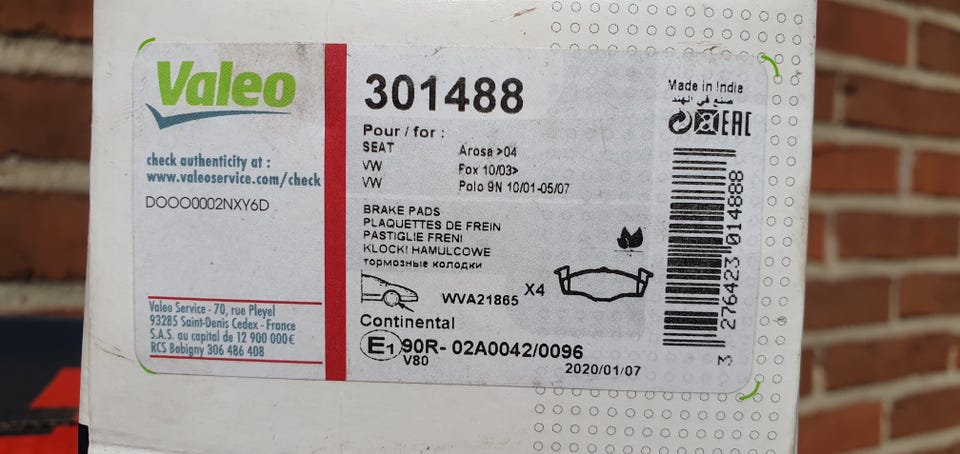 Valeo
check authenticity at :
www.valeoservice.com/check
DOOO0002NXY6D
Valeo Service - 70, rue Pleyel
93285 Saint-Denis Cedex - France
S.A.S. au capital de 12 900 000€
RCS Bobigny 306 486 408
301488
Pour / for :
SEAT Arosa >04
VW Fox 10/03>
VW Polo 9N 10/01-05/07
BRAKE PADS
PLAQUETTES DE FREIN
PASTIGLIE FRENI
KLOCKI HAMULCOWE
тормозные колодки
WVA21865 X4
Continental
E1 90R- 02A0042/0096
V80
2020/01/07
Made in India
صنع في الهند
EAC
3 276423 014888